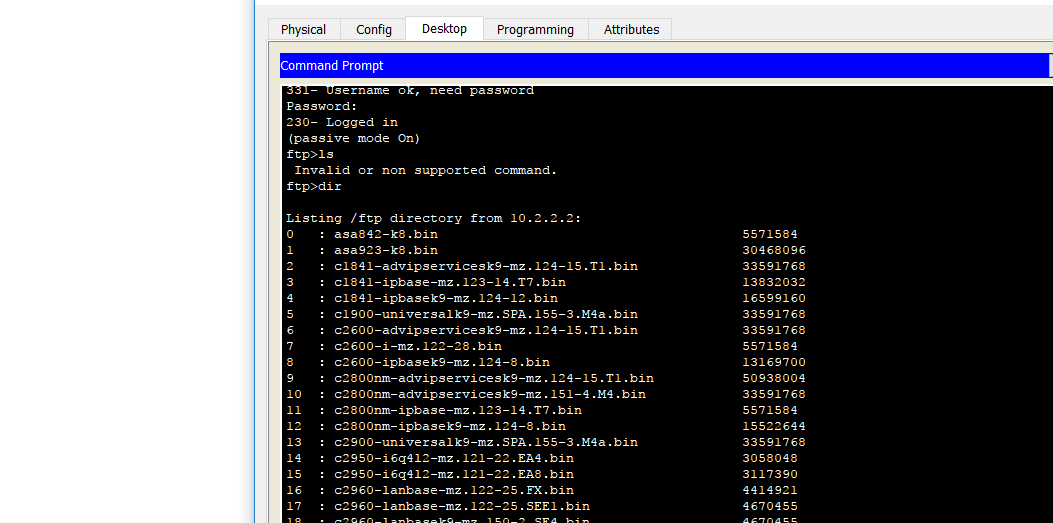 Physical Config Desktop Programming Attributes
Command Prompt
331- Username ok, need password
Password:
230- Logged in
(passive mode On)
ftp>ls
Invalid or non supported command.
ftp>dir
Listing /ftp directory from 10.2.2.2:
0 : asa842-k8.bin 5571584
1 : asa923-k8.bin 30468096
2 : c1841-advipservicesk9-mz.124-15.T1.bin 33591768
3 : c1841-ipbase-mz.123-14.T7.bin 13832032
4 : c1841-ipbasek9-mz.124-12.bin 16599160
5 : c1900-universalk9-mz.SPA.155-3.M4a.bin 33591768
6 : c2600-advipservicesk9-mz.124-15.T1.bin 33591768
7 : c2600-i-mz.122-28.bin 5571584
8 : c2600-ipbasek9-mz.124-8.bin 13169700
9 : c2800nm-advipservicesk9-mz.124-15.T1.bin 50938004
10 : c2800nm-advipservicesk9-mz.151-4.M4.bin 33591768
11 : c2800nm-ipbase-mz.123-14.T7.bin 5571584
12 : c2800nm-ipbasek9-mz.124-8.bin 15522644
13 : c2900-universalk9-mz.SPA.155-3.M4a.bin 33591768
14 : c2950-i6q4l2-mz.121-22.EA4.bin 3058048
15 : c2950-i6q4l2-mz.121-22.EA8.bin 3117390
16 : c2960-lanbase-mz.122-25.FX.bin 4414921
17 : c2960-lanbase-mz.122-25.SEE1.bin 4670455
18 : c2960-lanbasek9-mz.150-2.SE4.bin 4670455